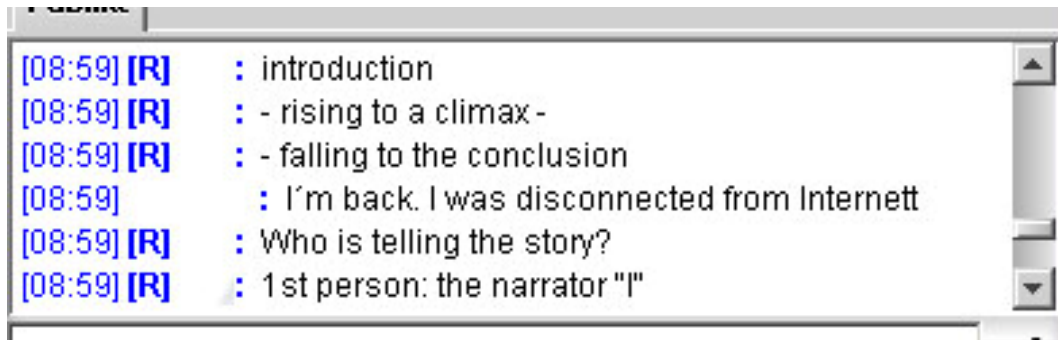 [08:59] [R] : introduction
[08:59] [R] : - rising to a climax -
[08:59] [R] : - falling to the conclusion
[08:59] : I´m back. I was disconnected from Internett
[08:59] [R] : Who is telling the story?
[08:59] [R] : 1st person: the narrator "I"